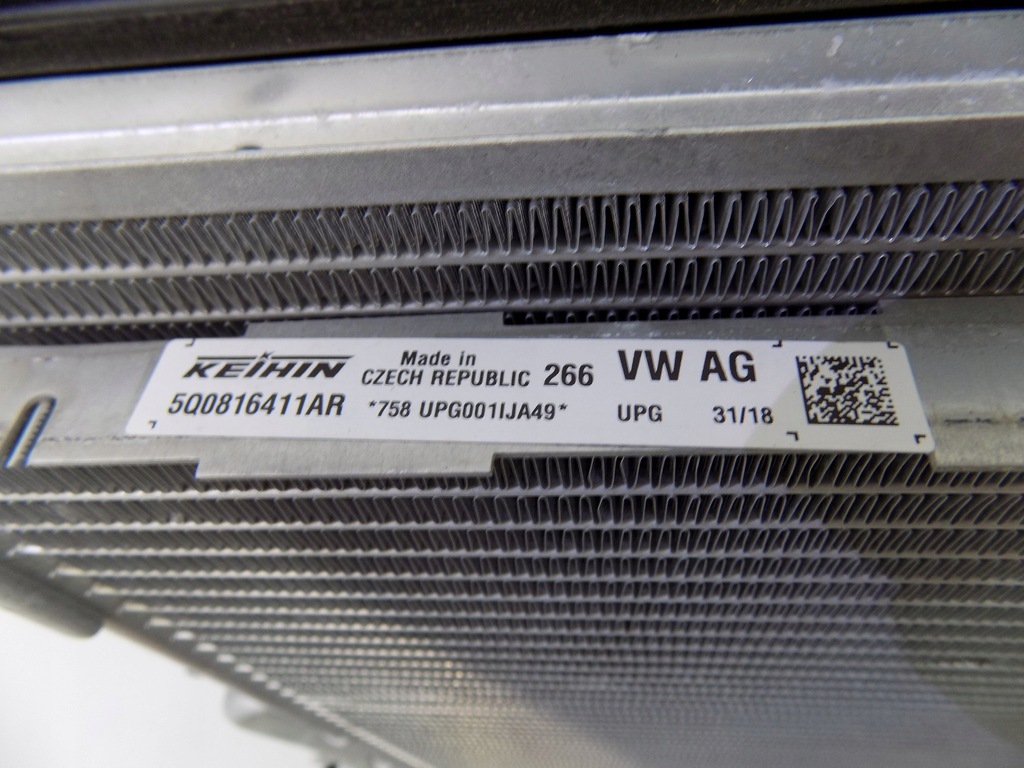 KEIHIN Made in CZECH REPUBLIC 266 VW AG
5Q0816411AR *758 UPG001IJA49* UPG 31/18